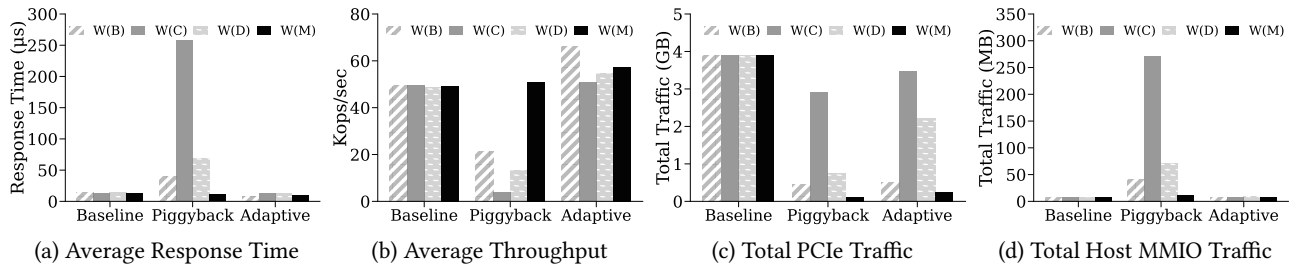 Response Time (µs)
300
250
200
150
100
50
0
W(B) W(C) W(D) W(M)
Baseline Piggyback Adaptive
(a) Average Response Time
Kops/sec
80
60
40
20
0
W(B) W(C) W(D) W(M)
Baseline Piggyback Adaptive
(b) Average Throughput
Total Traffic (GB)
5
4
3
2
1
0
W(B) W(C) W(D) W(M)
Baseline Piggyback Adaptive
(c) Total PCIe Traffic
Total Traffic (MB)
350
300
250
200
150
100
50
0
W(B) W(C) W(D) W(M)
Baseline Piggyback Adaptive
(d) Total Host MMIO Traffic